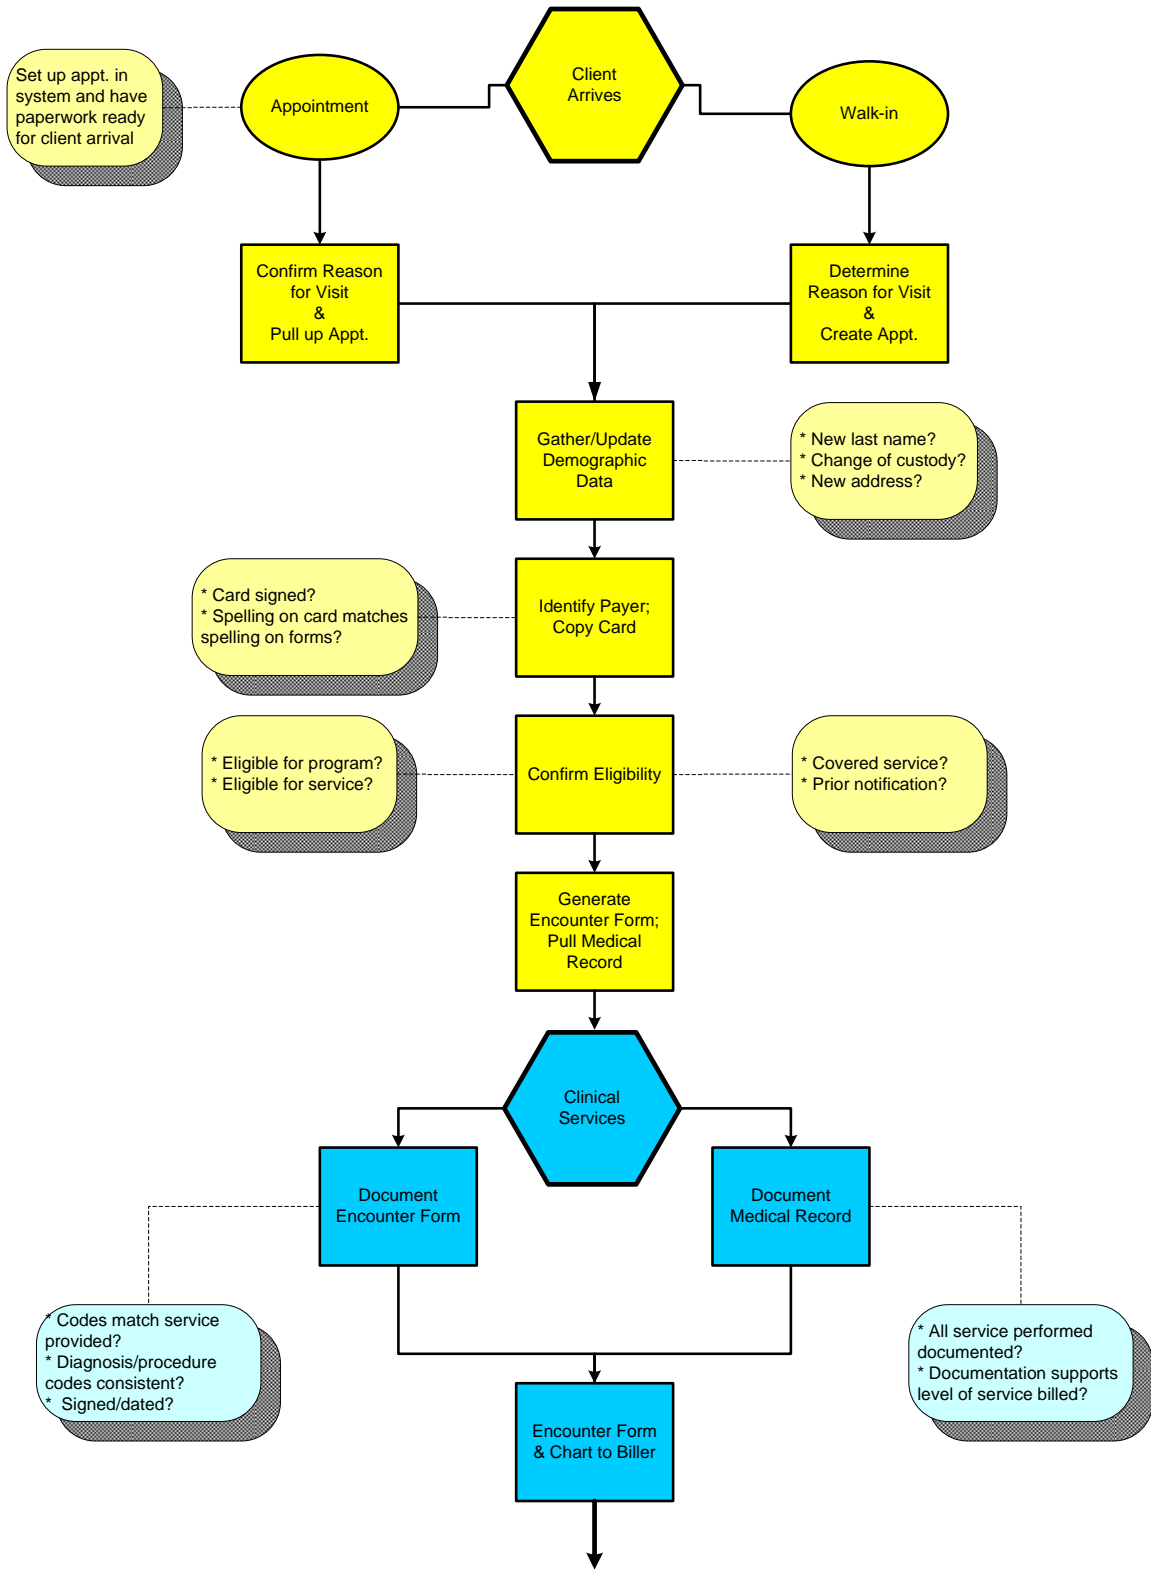 Client
Arrives
Set up appt. in
system and have
paperwork ready
for client arrival
Appointment
Walk-in
Confirm Reason
for Visit
&
Pull up Appt.
Determine
Reason for Visit
&
Create Appt.
Gather/Update
Demographic
Data
* New last name?
* Change of custody?
* New address?
* Card signed?
* Spelling on card matches
spelling on forms?
Identify Payer;
Copy Card
* Eligible for program?
* Eligible for service?
Confirm Eligibility
* Covered service?
* Prior notification?
Generate
Encounter Form;
Pull Medical
Record
Clinical
Services
Document
Encounter Form
Document
Medical Record
* Codes match service
provided?
* Diagnosis/procedure
codes consistent?
*  Signed/dated?
* All service performed
documented?
* Documentation supports
level of service billed?
Encounter Form
& Chart to Biller